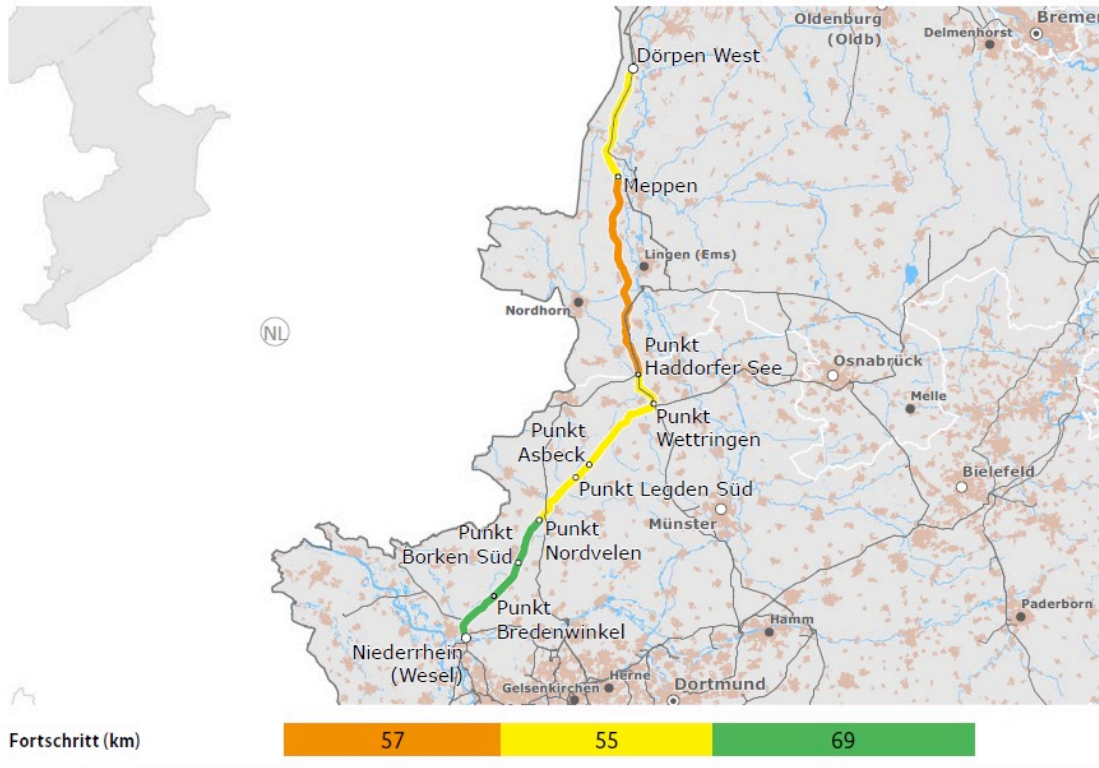 Oldenburg
(Oldb)
Bremen
Delmenhorst
Dörpen West
Meppen
Lingen (Ems)
Nordhorn
NL
Punkt
Haddorfer See
Osnabrück
Melle
Punkt
Wettringen
Punkt
Asbeck
Bielefeld
Punkt Legden Süd
Münster
Punkt
Nordvelen
Punkt
Borken Süd
Paderborn
Punkt
Bredenwinkel
Hamm
Niederrhein
(Wesel)
Herne
Gelsenkirchen
Dortmund
Fortschritt (km)
57
55
69